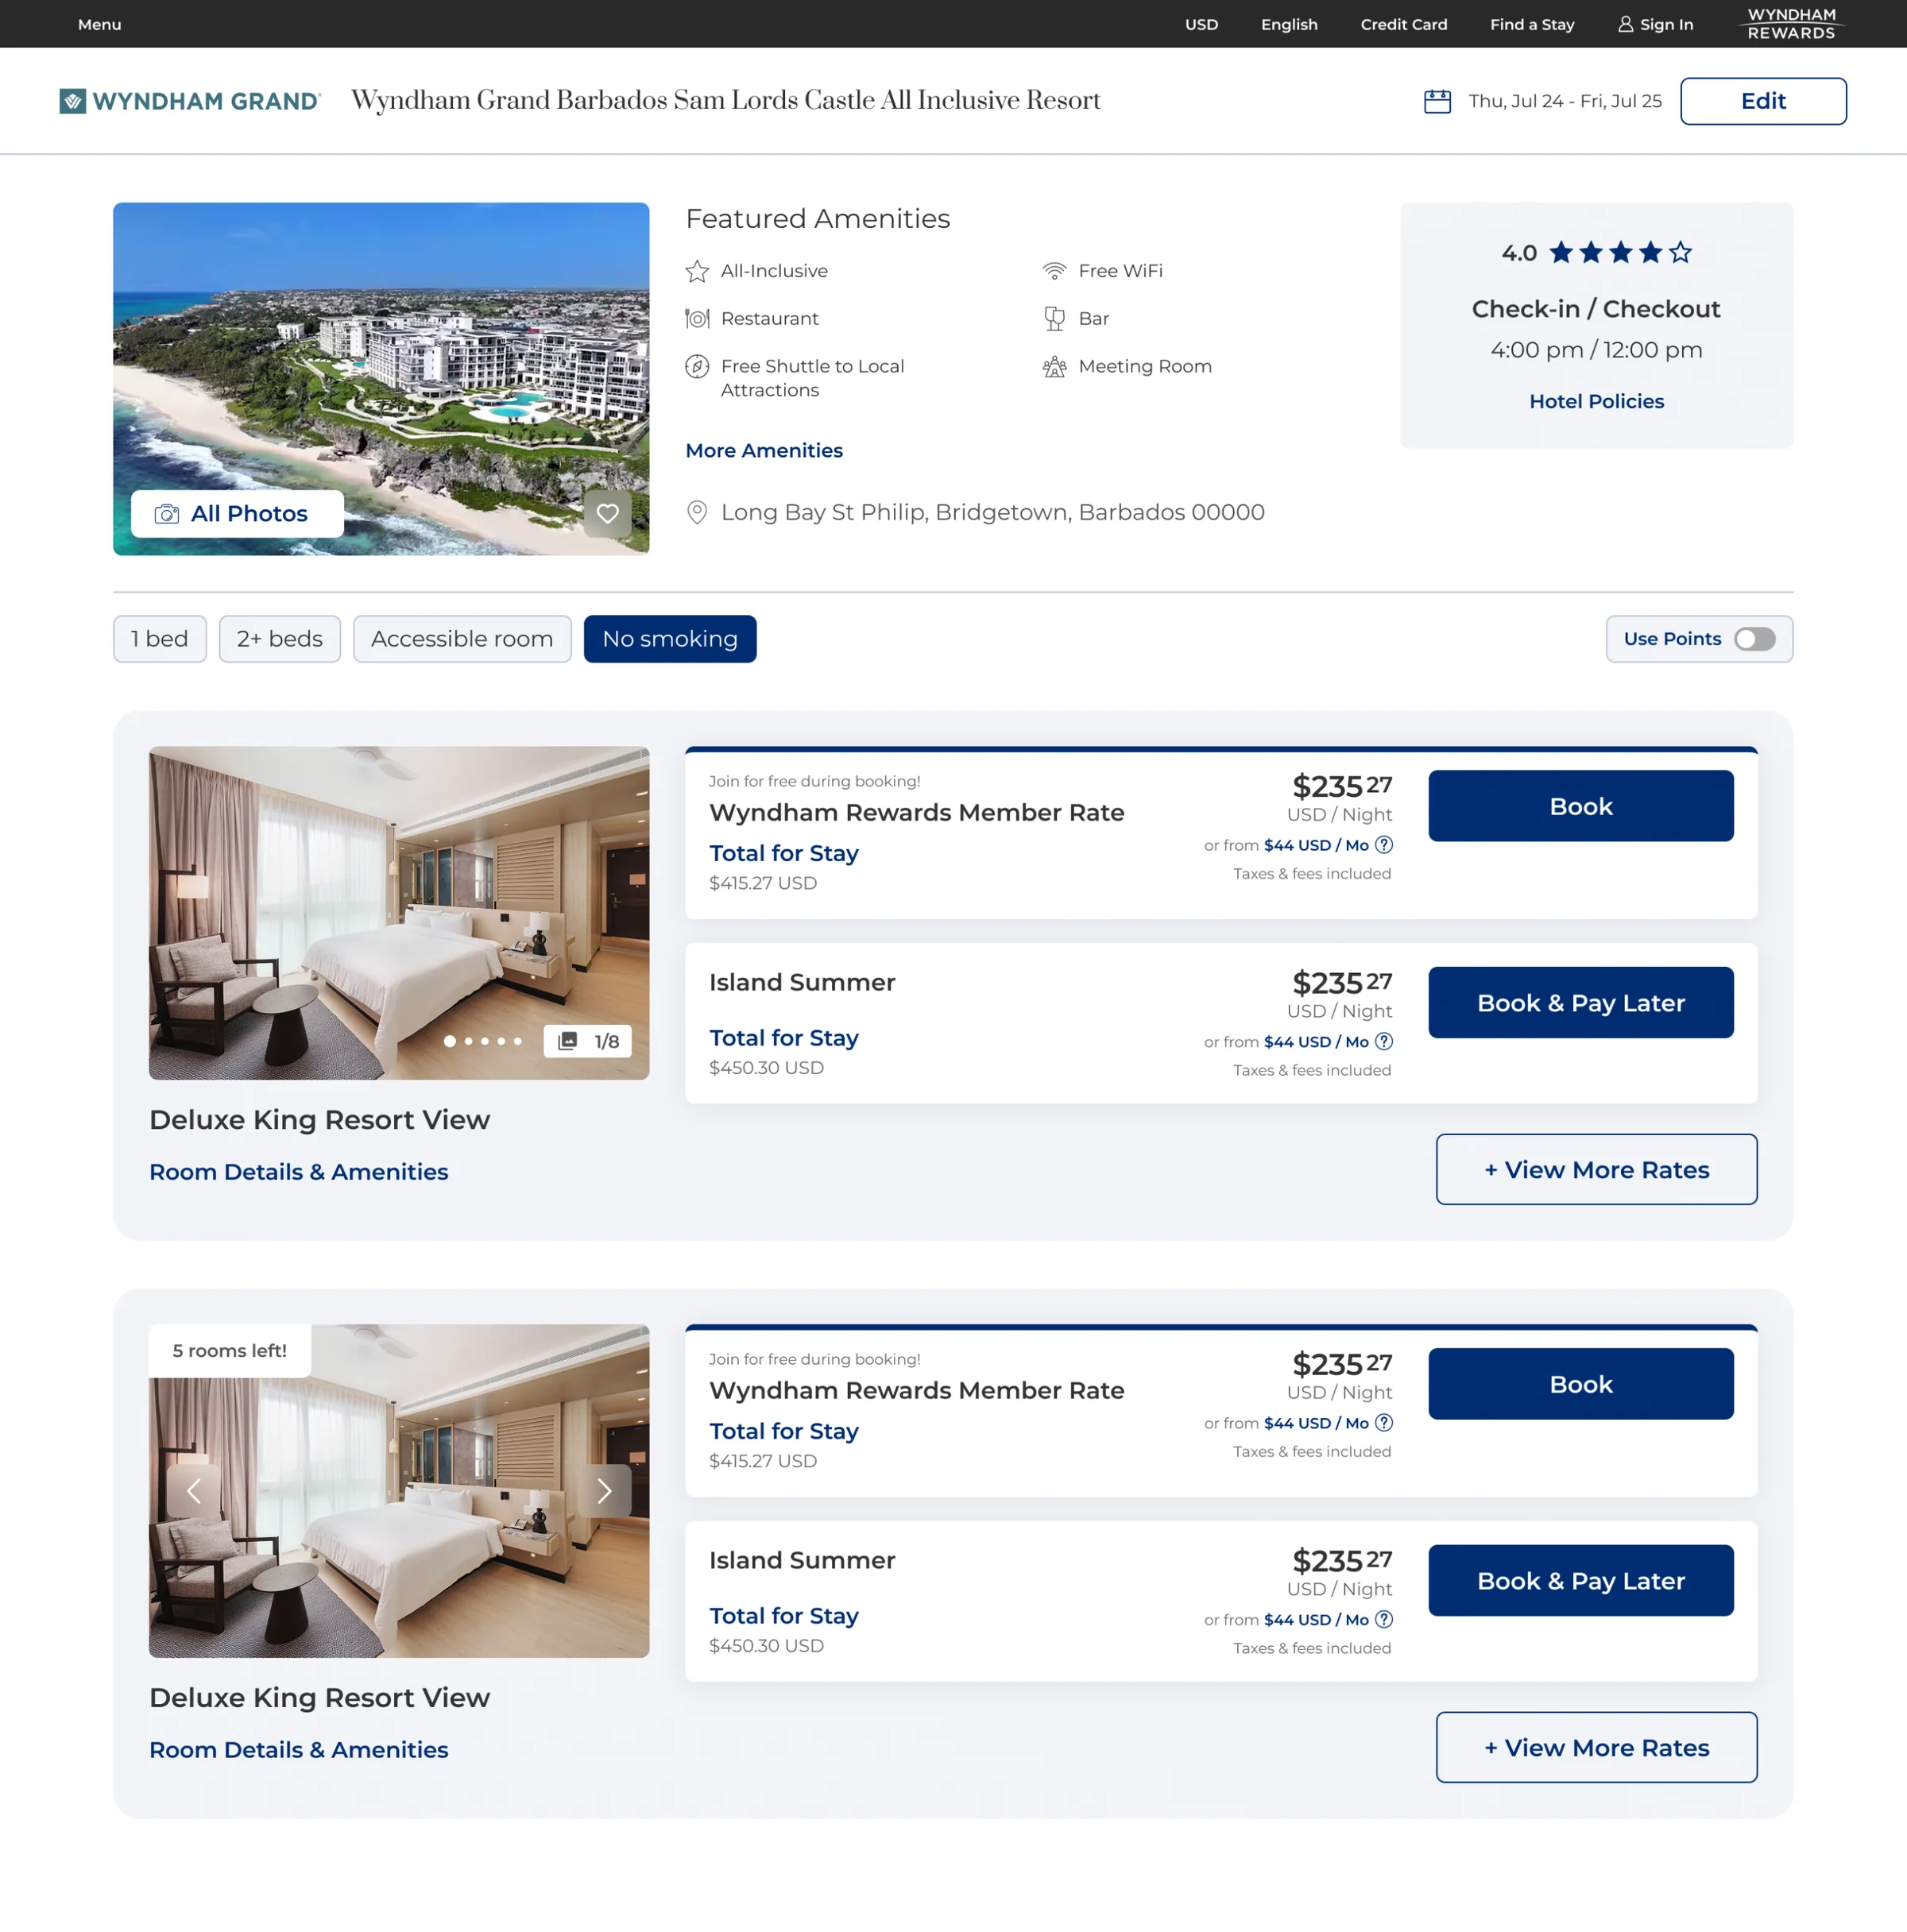 Menu
USD
English
Credit Card
Find a Stay
Sign In
WYNDHAM
REWARDS
WYNDHAM GRAND
Wyndham Grand Barbados Sam Lords Castle All Inclusive Resort
Thu, Jul 24 - Fri, Jul 25
Edit
All Photos
Featured Amenities
All-Inclusive
Free WiFi
Restaurant
Bar
Free Shuttle to Local
Attractions
Meeting Room
More Amenities
Long Bay St Philip, Bridgetown, Barbados 00000
4.0
Check-in / Checkout
4:00 pm / 12:00 pm
Hotel Policies
1 bed
2+ beds
Accessible room
No smoking
Use Points
1/8
Deluxe King Resort View
Room Details & Amenities
Join for free during booking!
Wyndham Rewards Member Rate
Total for Stay
$415.27 USD
$235 27
USD / Night
or from $44 USD / Mo ?
Taxes & fees included
Book
Island Summer
Total for Stay
$450.30 USD
$235 27
USD / Night
or from $44 USD / Mo ?
Taxes & fees included
Book & Pay Later
+ View More Rates
5 rooms left!
Deluxe King Resort View
Room Details & Amenities
Join for free during booking!
Wyndham Rewards Member Rate
Total for Stay
$415.27 USD
$235 27
USD / Night
or from $44 USD / Mo ?
Taxes & fees included
Book
Island Summer
Total for Stay
$450.30 USD
$235 27
USD / Night
or from $44 USD / Mo ?
Taxes & fees included
Book & Pay Later
+ View More Rates